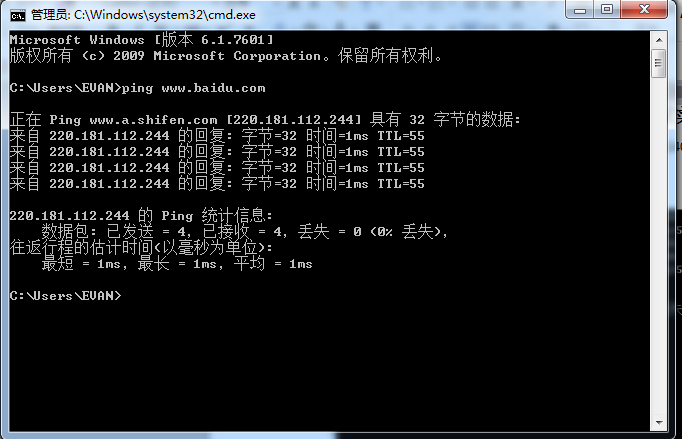 管理员: C:\Windows\system32\cmd.exe
Microsoft Windows [版本 6.1.7601]
版权所有 (c) 2009 Microsoft Corporation。保留所有权利。
C:\Users\EVAN>ping www.baidu.com
正在 Ping www.a.shifen.com [220.181.112.244] 具有 32 字节的数据:
来自 220.181.112.244 的回复: 字节=32 时间=1ms TTL=55
来自 220.181.112.244 的回复: 字节=32 时间=1ms TTL=55
来自 220.181.112.244 的回复: 字节=32 时间=1ms TTL=55
来自 220.181.112.244 的回复: 字节=32 时间=1ms TTL=55
220.181.112.244 的 Ping 统计信息:
数据包: 已发送 = 4, 已接收 = 4, 丢失 = 0 (0% 丢失),
往返行程的估计时间(以毫秒为单位):
最短 = 1ms, 最长 = 1ms, 平均 = 1ms
C:\Users\EVAN>